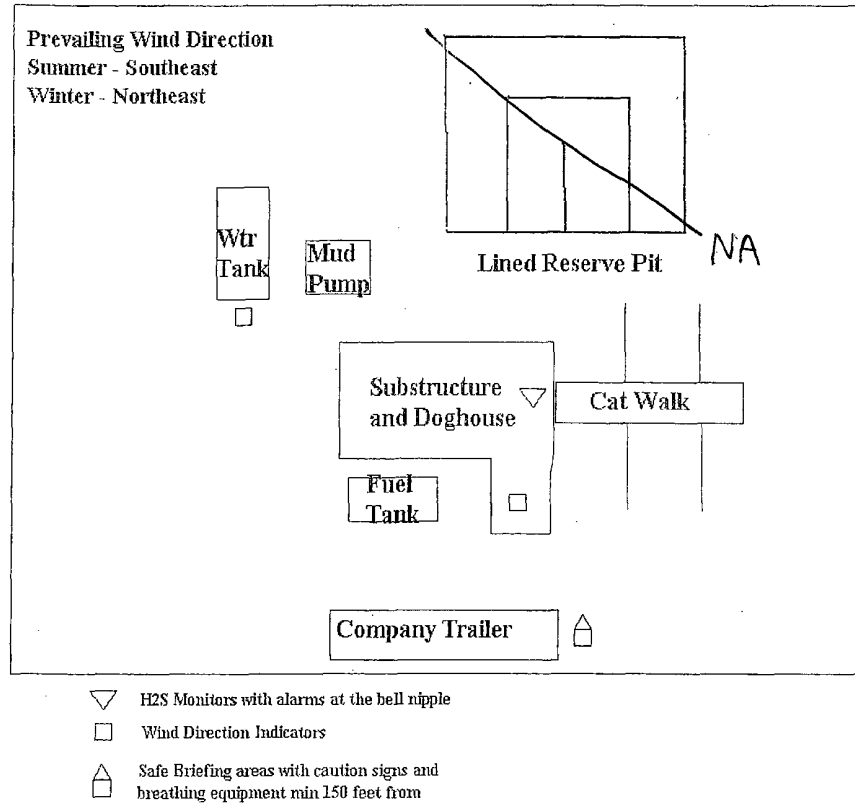 Prevailing Wind Direction
Summer - Southeast
Winter - Northeast
Wtr
Tank
Mud
Pump
Lined Reserve Pit
NA
Substructure
and Doghouse
Cat Walk
Fuel
Tank
Company Trailer
H2S Monitors with alarms at the bell nipple
Wind Direction Indicators
Safe Briefing areas with caution signs and
breathing equipment min 150 feet from